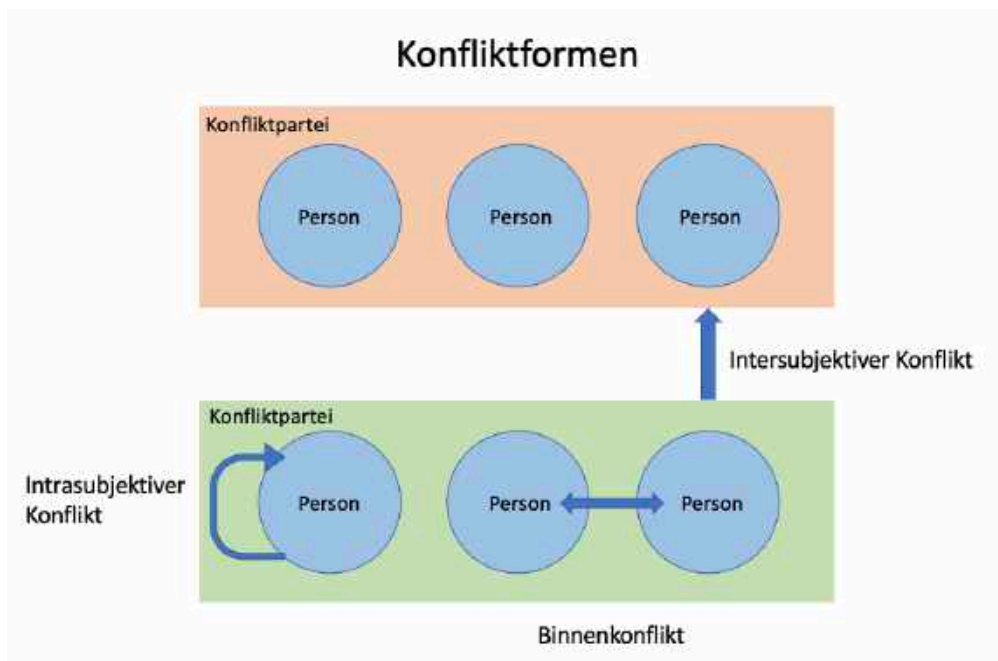 Konfliktformen
Konfliktpartei
Person
Person
Person
Intersubjektiver Konflikt
Konfliktpartei
Intrasubjektiver
Konflikt
Person
Person
Person
Binnenkonflikt